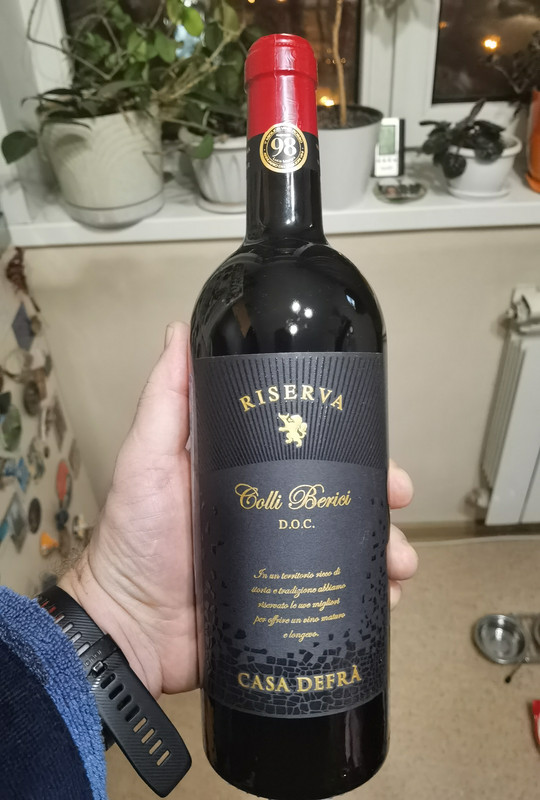 98
RISERVA
Colli Berici
D.O.C.
In un territorio ricco di
storia e tradizione abbiamo
riservato le uve migliori
per offrire un vino maturo
e longevo.
CASA DEFRÀ